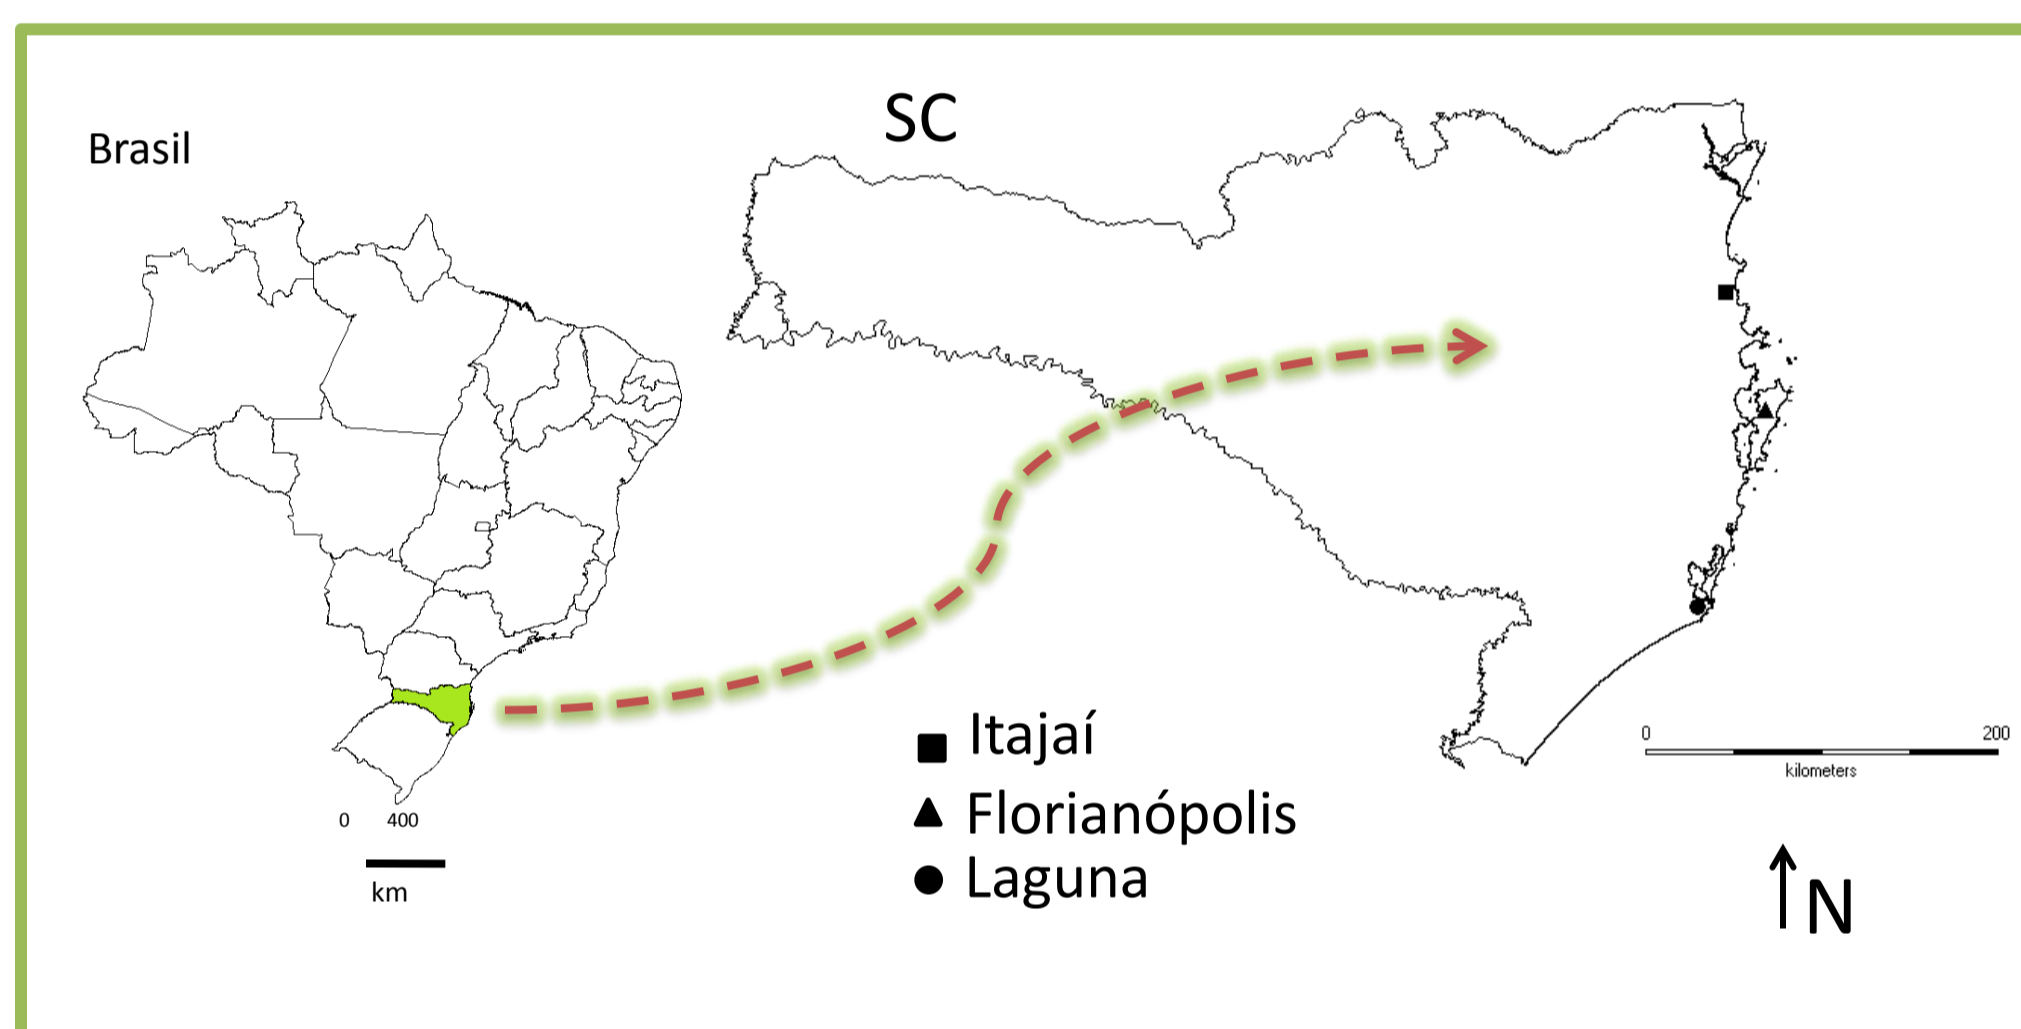 Brasil
SC
0 400
km
Itajaí
Florianópolis
Laguna
0 200
kilometers
N